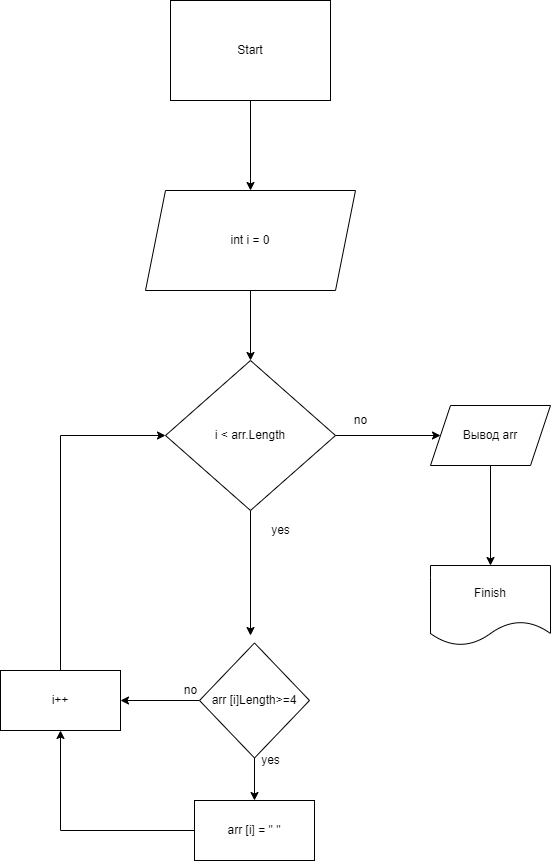 Start
int i = 0
i < arr.Length
no
Вывод arr
yes
Finish
arr [i]Length>=4
no
i++
yes
arr [i] = " "